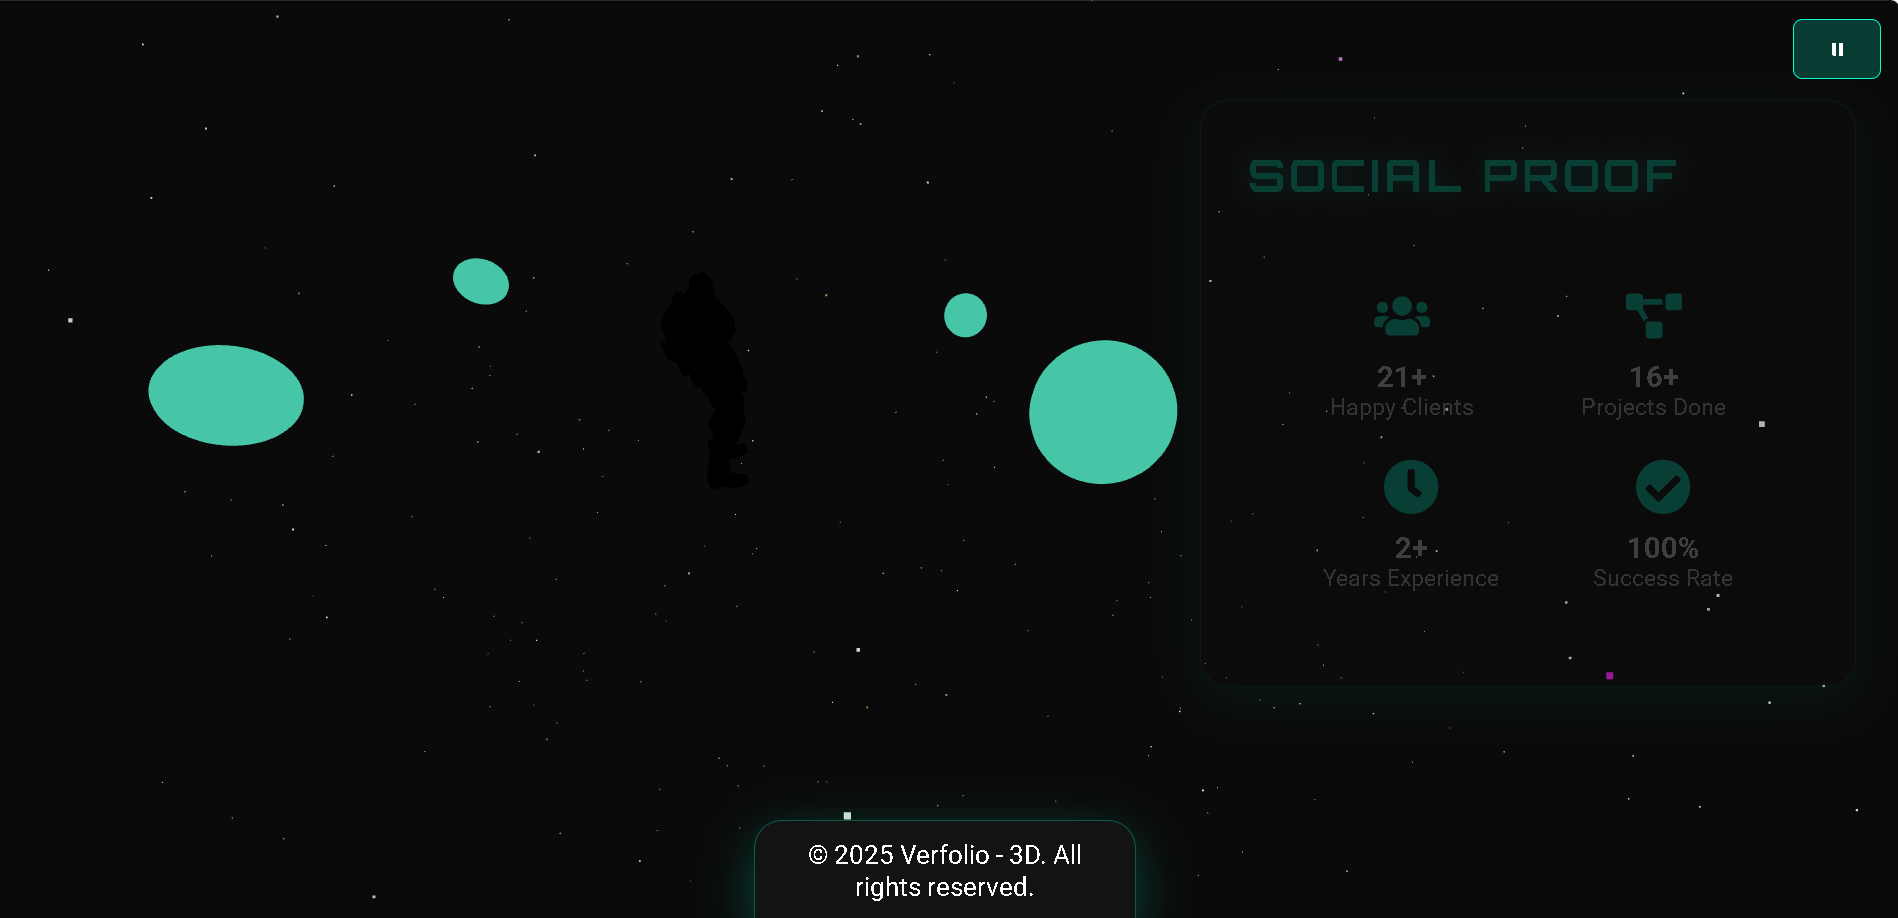 SOCIAL PROOF
21+
Happy Clients
16+
Projects Done
2+
Years Experience
100%
Success Rate
© 2025 Verfolio - 3D. All
rights reserved.